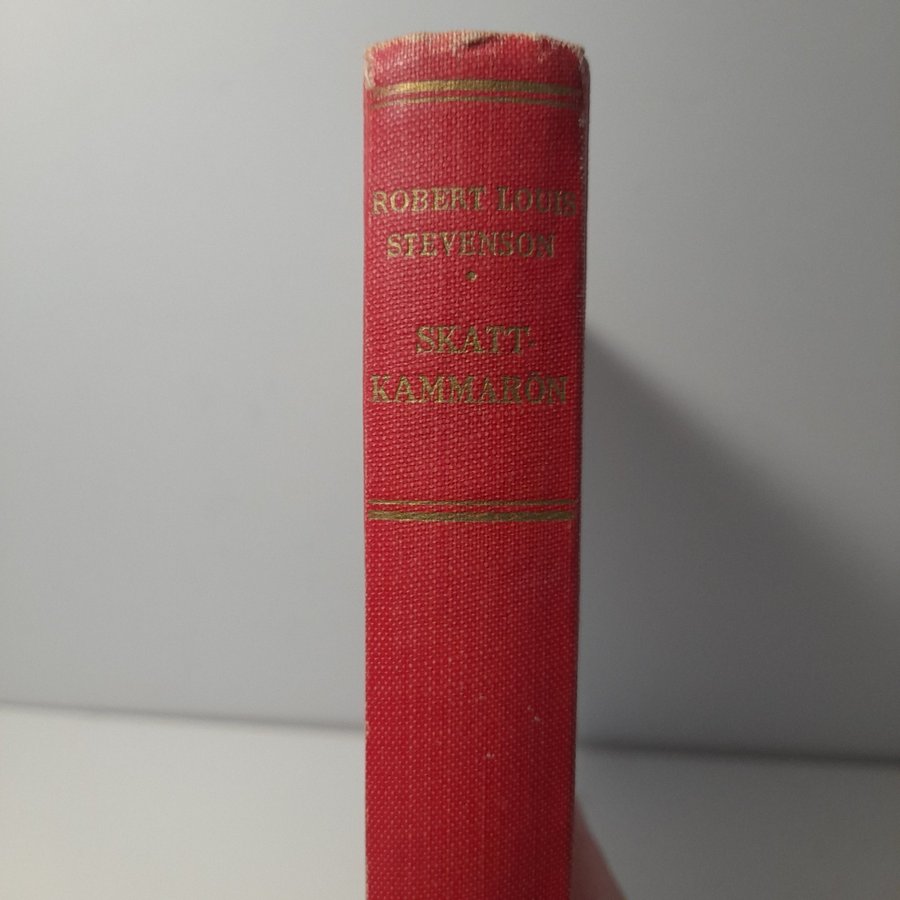 ROBERT LOUIS
STEVENSON
SKATT-
KAMMARÖN